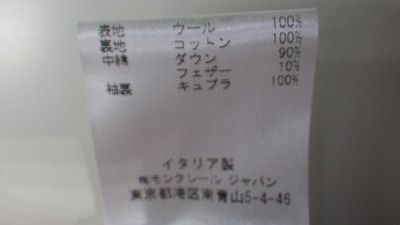 表地 ウール 100%
裏地 コットン 100%
中綿 ダウン 90%
フェザー 10%
袖裏 キュプラ 100%
イタリア製
㈱モンクレール ジャパン
東京都港区南青山5-4-46